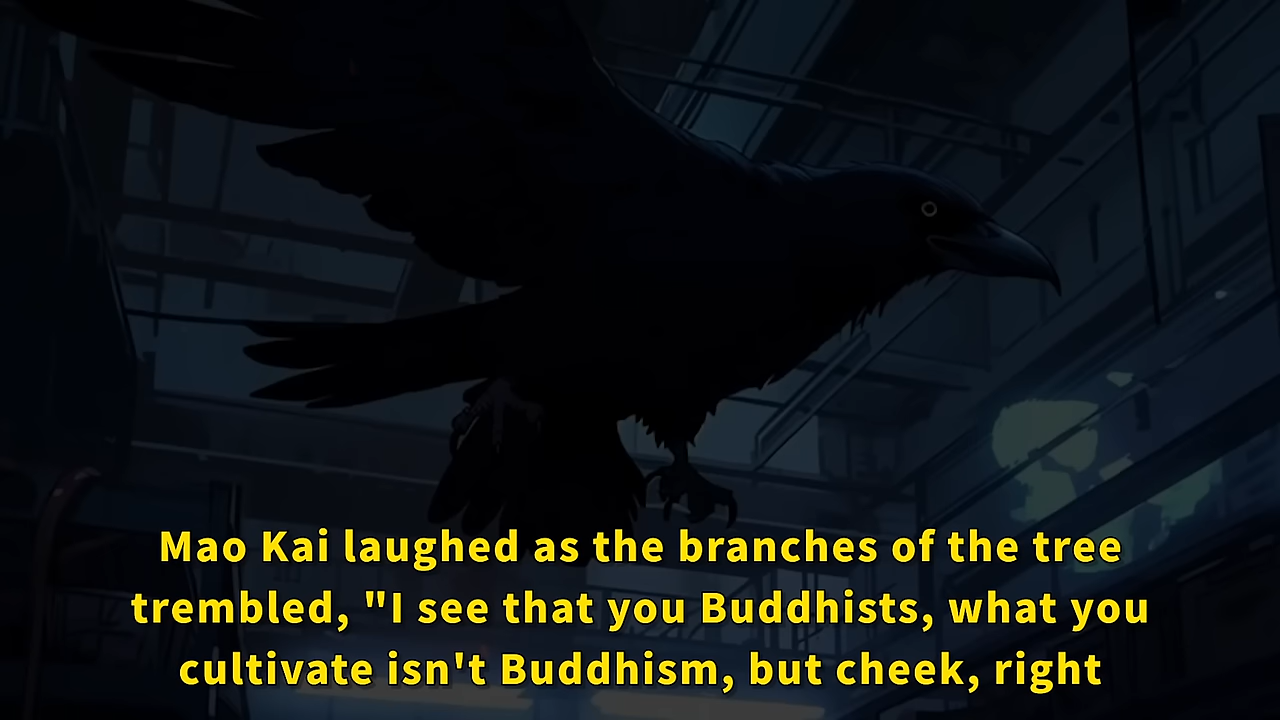 Mao Kai laughed as the branches of the tree
trembled, "I see that you Buddhists, what you
cultivate isn't Buddhism, but cheek, right